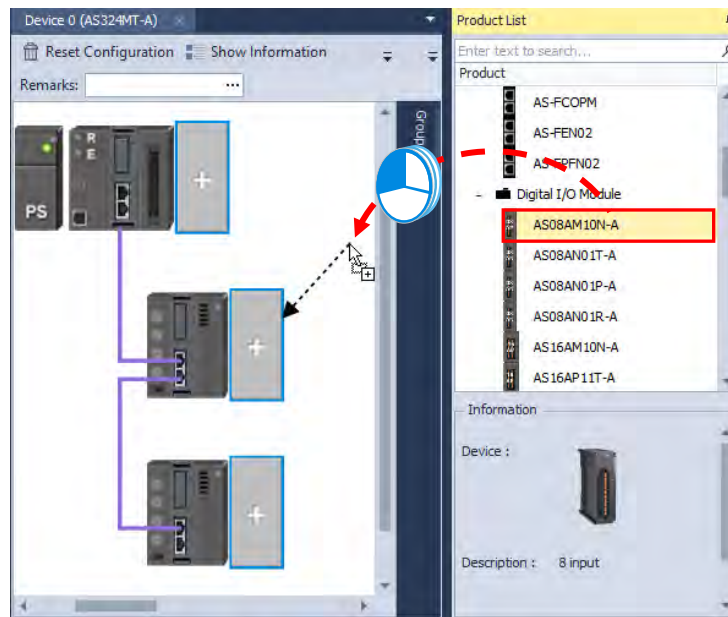 Device 0 (AS324MT-A)
Reset Configuration
Show Information
Remarks:
...
PS
R
E
Group
Product List
Enter text to search...
Product
AS-FCOPM
AS-FEN02
AS-FPFN02
Digital I/O Module
AS08AM10N-A
AS08AN01T-A
AS08AN01P-A
AS08AN01R-A
AS16AM10N-A
AS16AP11T-A
Information
Device :
Description : 8 input